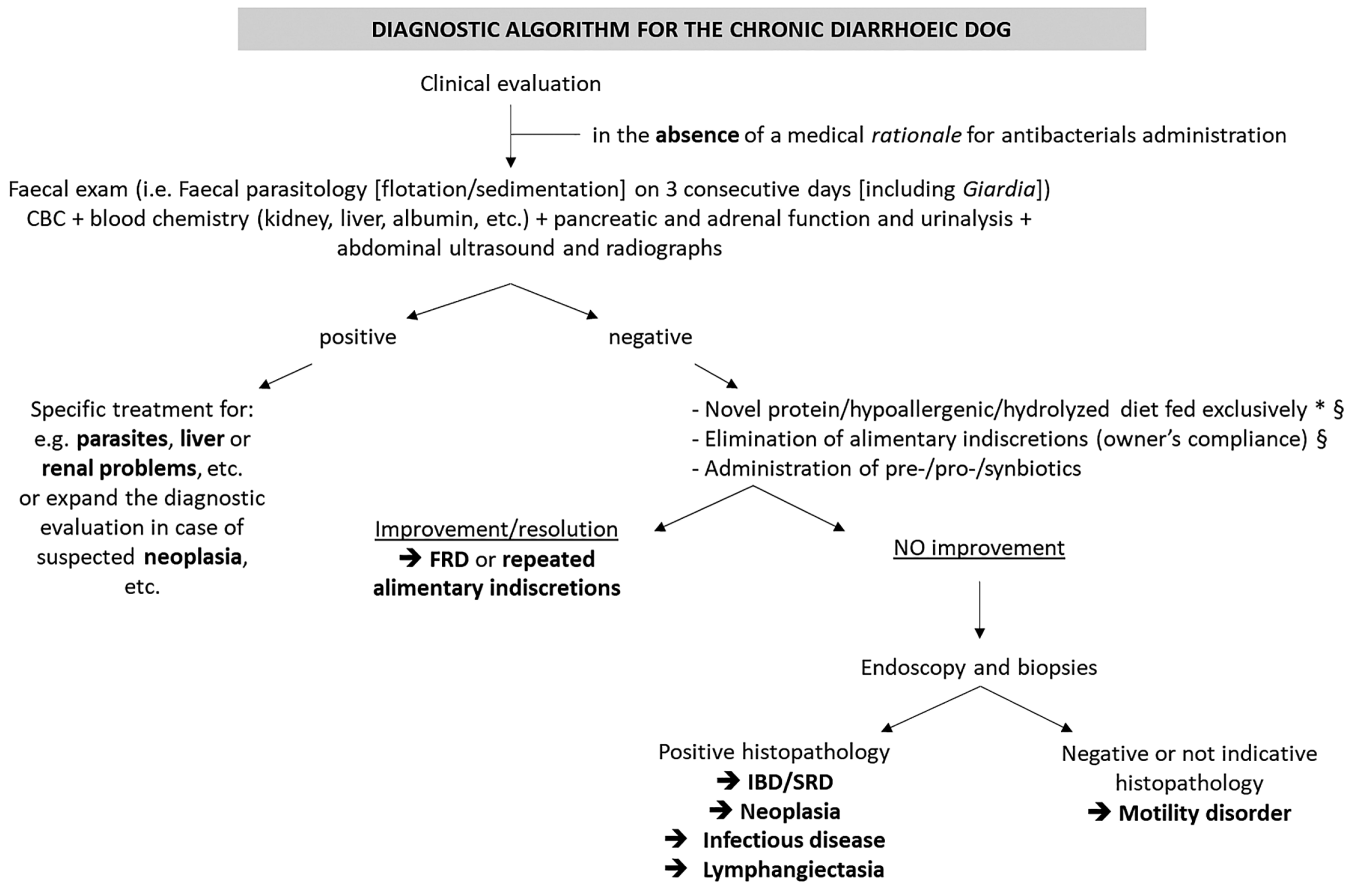 DIAGNOSTIC ALGORITHM FOR THE CHRONIC DIARRHOEIC DOG
Clinical evaluation
in the absence of a medical rationale for antibacterials administration
Faecal exam (i.e. Faecal parasitology [flotation/sedimentation] on 3 consecutive days [including Giardia])
CBC + blood chemistry (kidney, liver, albumin, etc.) + pancreatic and adrenal function and urinalysis +
abdominal ultrasound and radiographs
positive
negative
Specific treatment for:
e.g. parasites, liver or
renal problems, etc.
or expand the diagnostic
evaluation in case of
suspected neoplasia,
etc.
- Novel protein/hypoallergenic/hydrolyzed diet fed exclusively * §
- Elimination of alimentary indiscretions (owner's compliance) §
- Administration of pre-/pro-/synbiotics
Improvement/resolution
➔ FRD or repeated
alimentary indiscretions
NO improvement
Endoscopy and biopsies
Positive histopathology
➔ IBD/SRD
➔ Neoplasia
➔ Infectious disease
➔ Lymphangiectasia
Negative or not indicative
histopathology
➔ Motility disorder